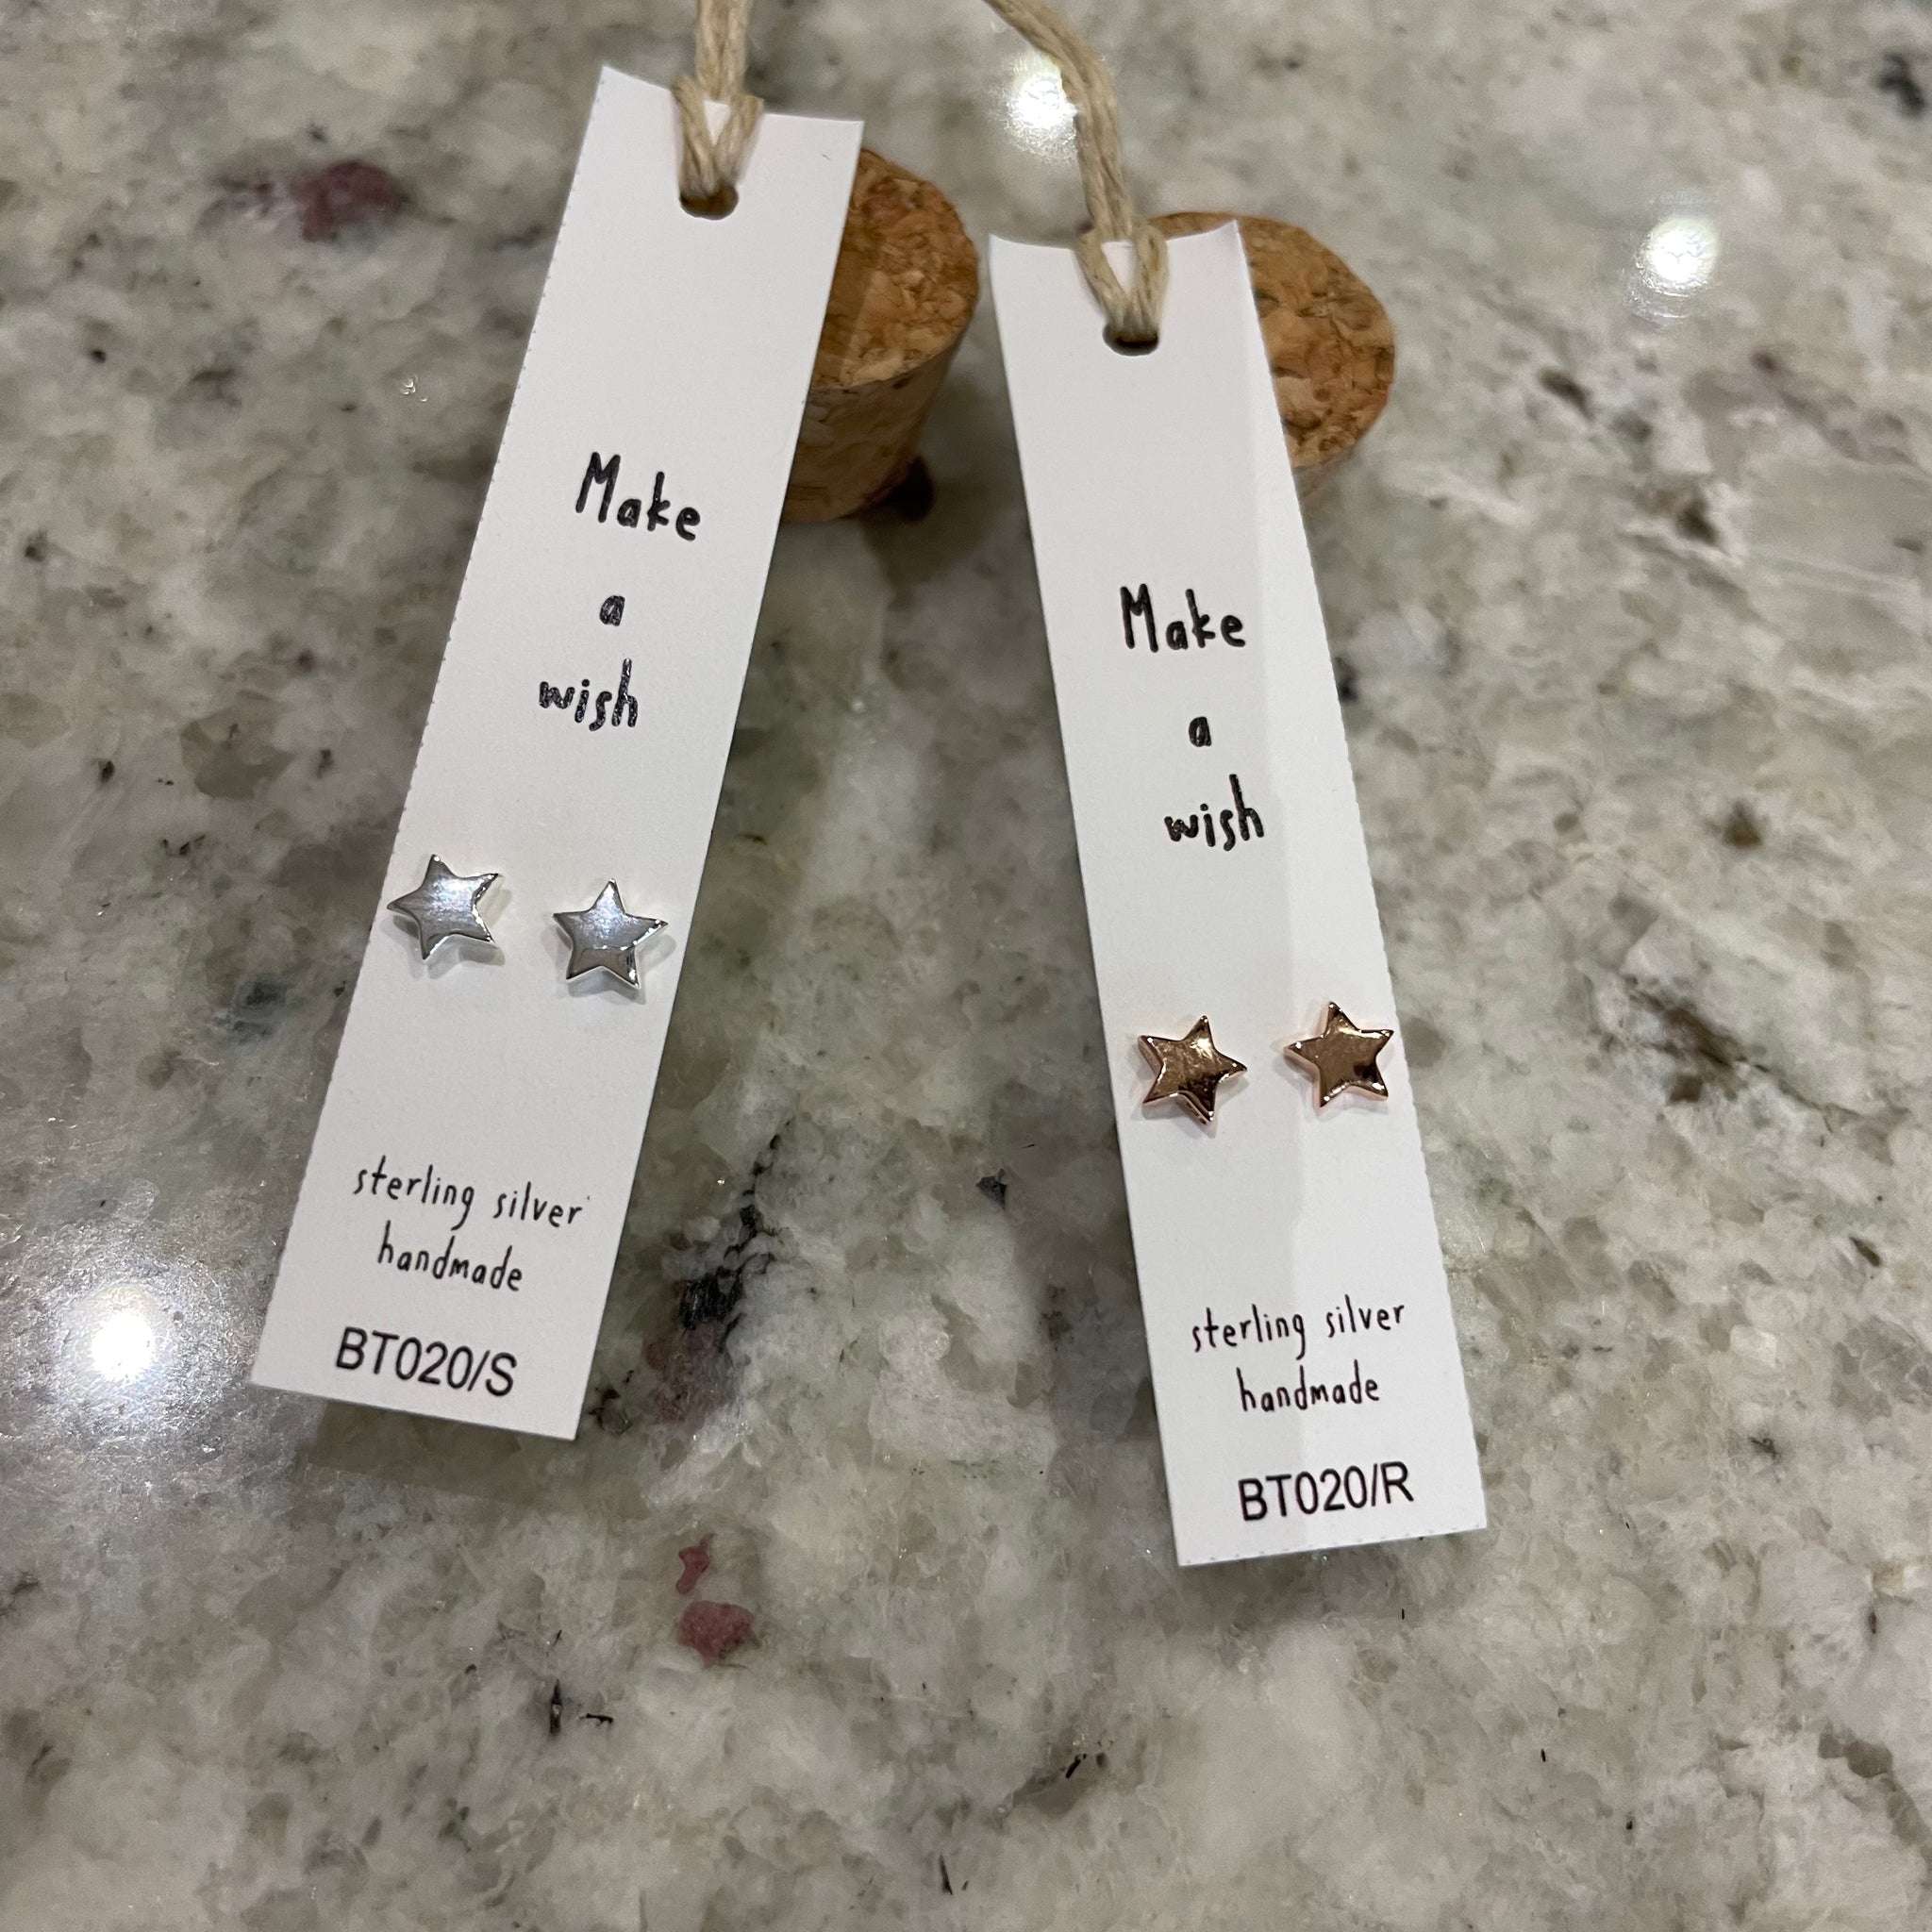 Make
a
wish
sterling silver
handmade
BT020/S
Make
a
wish
sterling silver
handmade
BT020/R